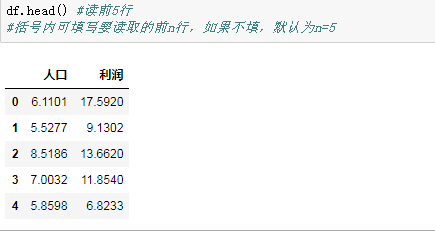 df.head() #读前5行
#括号内可填写要读取的前n行，如果不填，默认为n=5
人口 利润
0 6.1101 17.5920
1 5.5277 9.1302
2 8.5186 13.6620
3 7.0032 11.8540
4 5.8598 6.8233